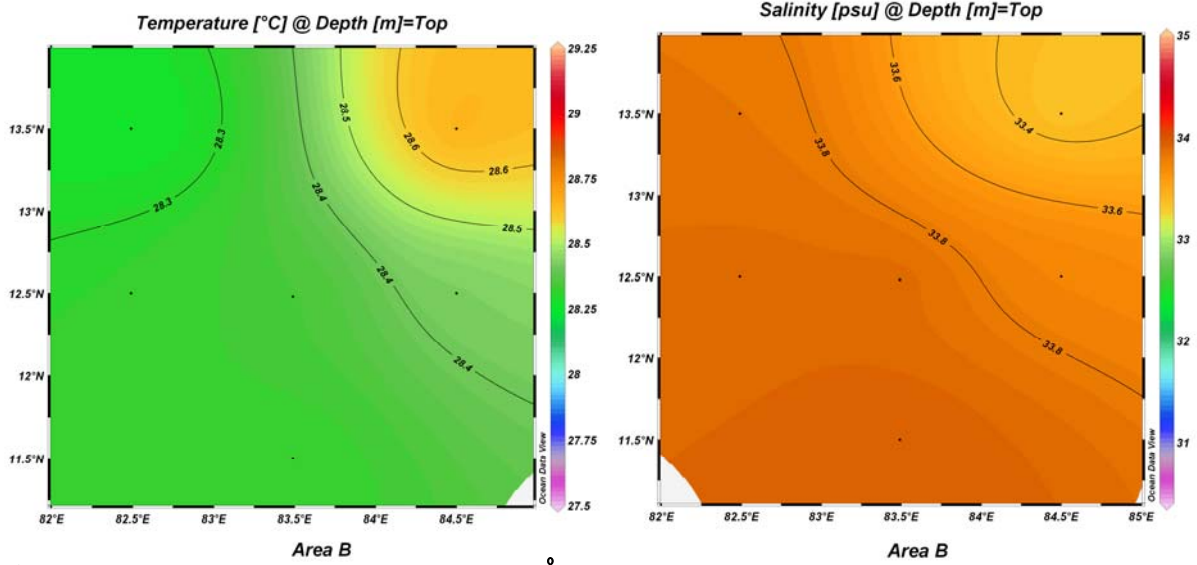 Temperature [°C] @ Depth [m]=Top
29.25
29
28.75
28.5
28.25
28
27.75
27.5
13.5°N
13°N
12.5°N
12°N
11.5°N
28.3
28.3
28.5
28.6
28.6
28.5
28.4
28.4
28.4
Ocean Data View
82°E
82.5°E
83°E
83.5°E
84°E
84.5°E
Area B
Salinity [psu] @ Depth [m]=Top
35
34
33
32
31
13.5°N
13°N
12.5°N
12°N
11.5°N
33.6
33.4
33.8
33.6
33.8
33.8
Ocean Data View
82°E
82.5°E
83°E
83.5°E
84°E
84.5°E
85°E
Area B